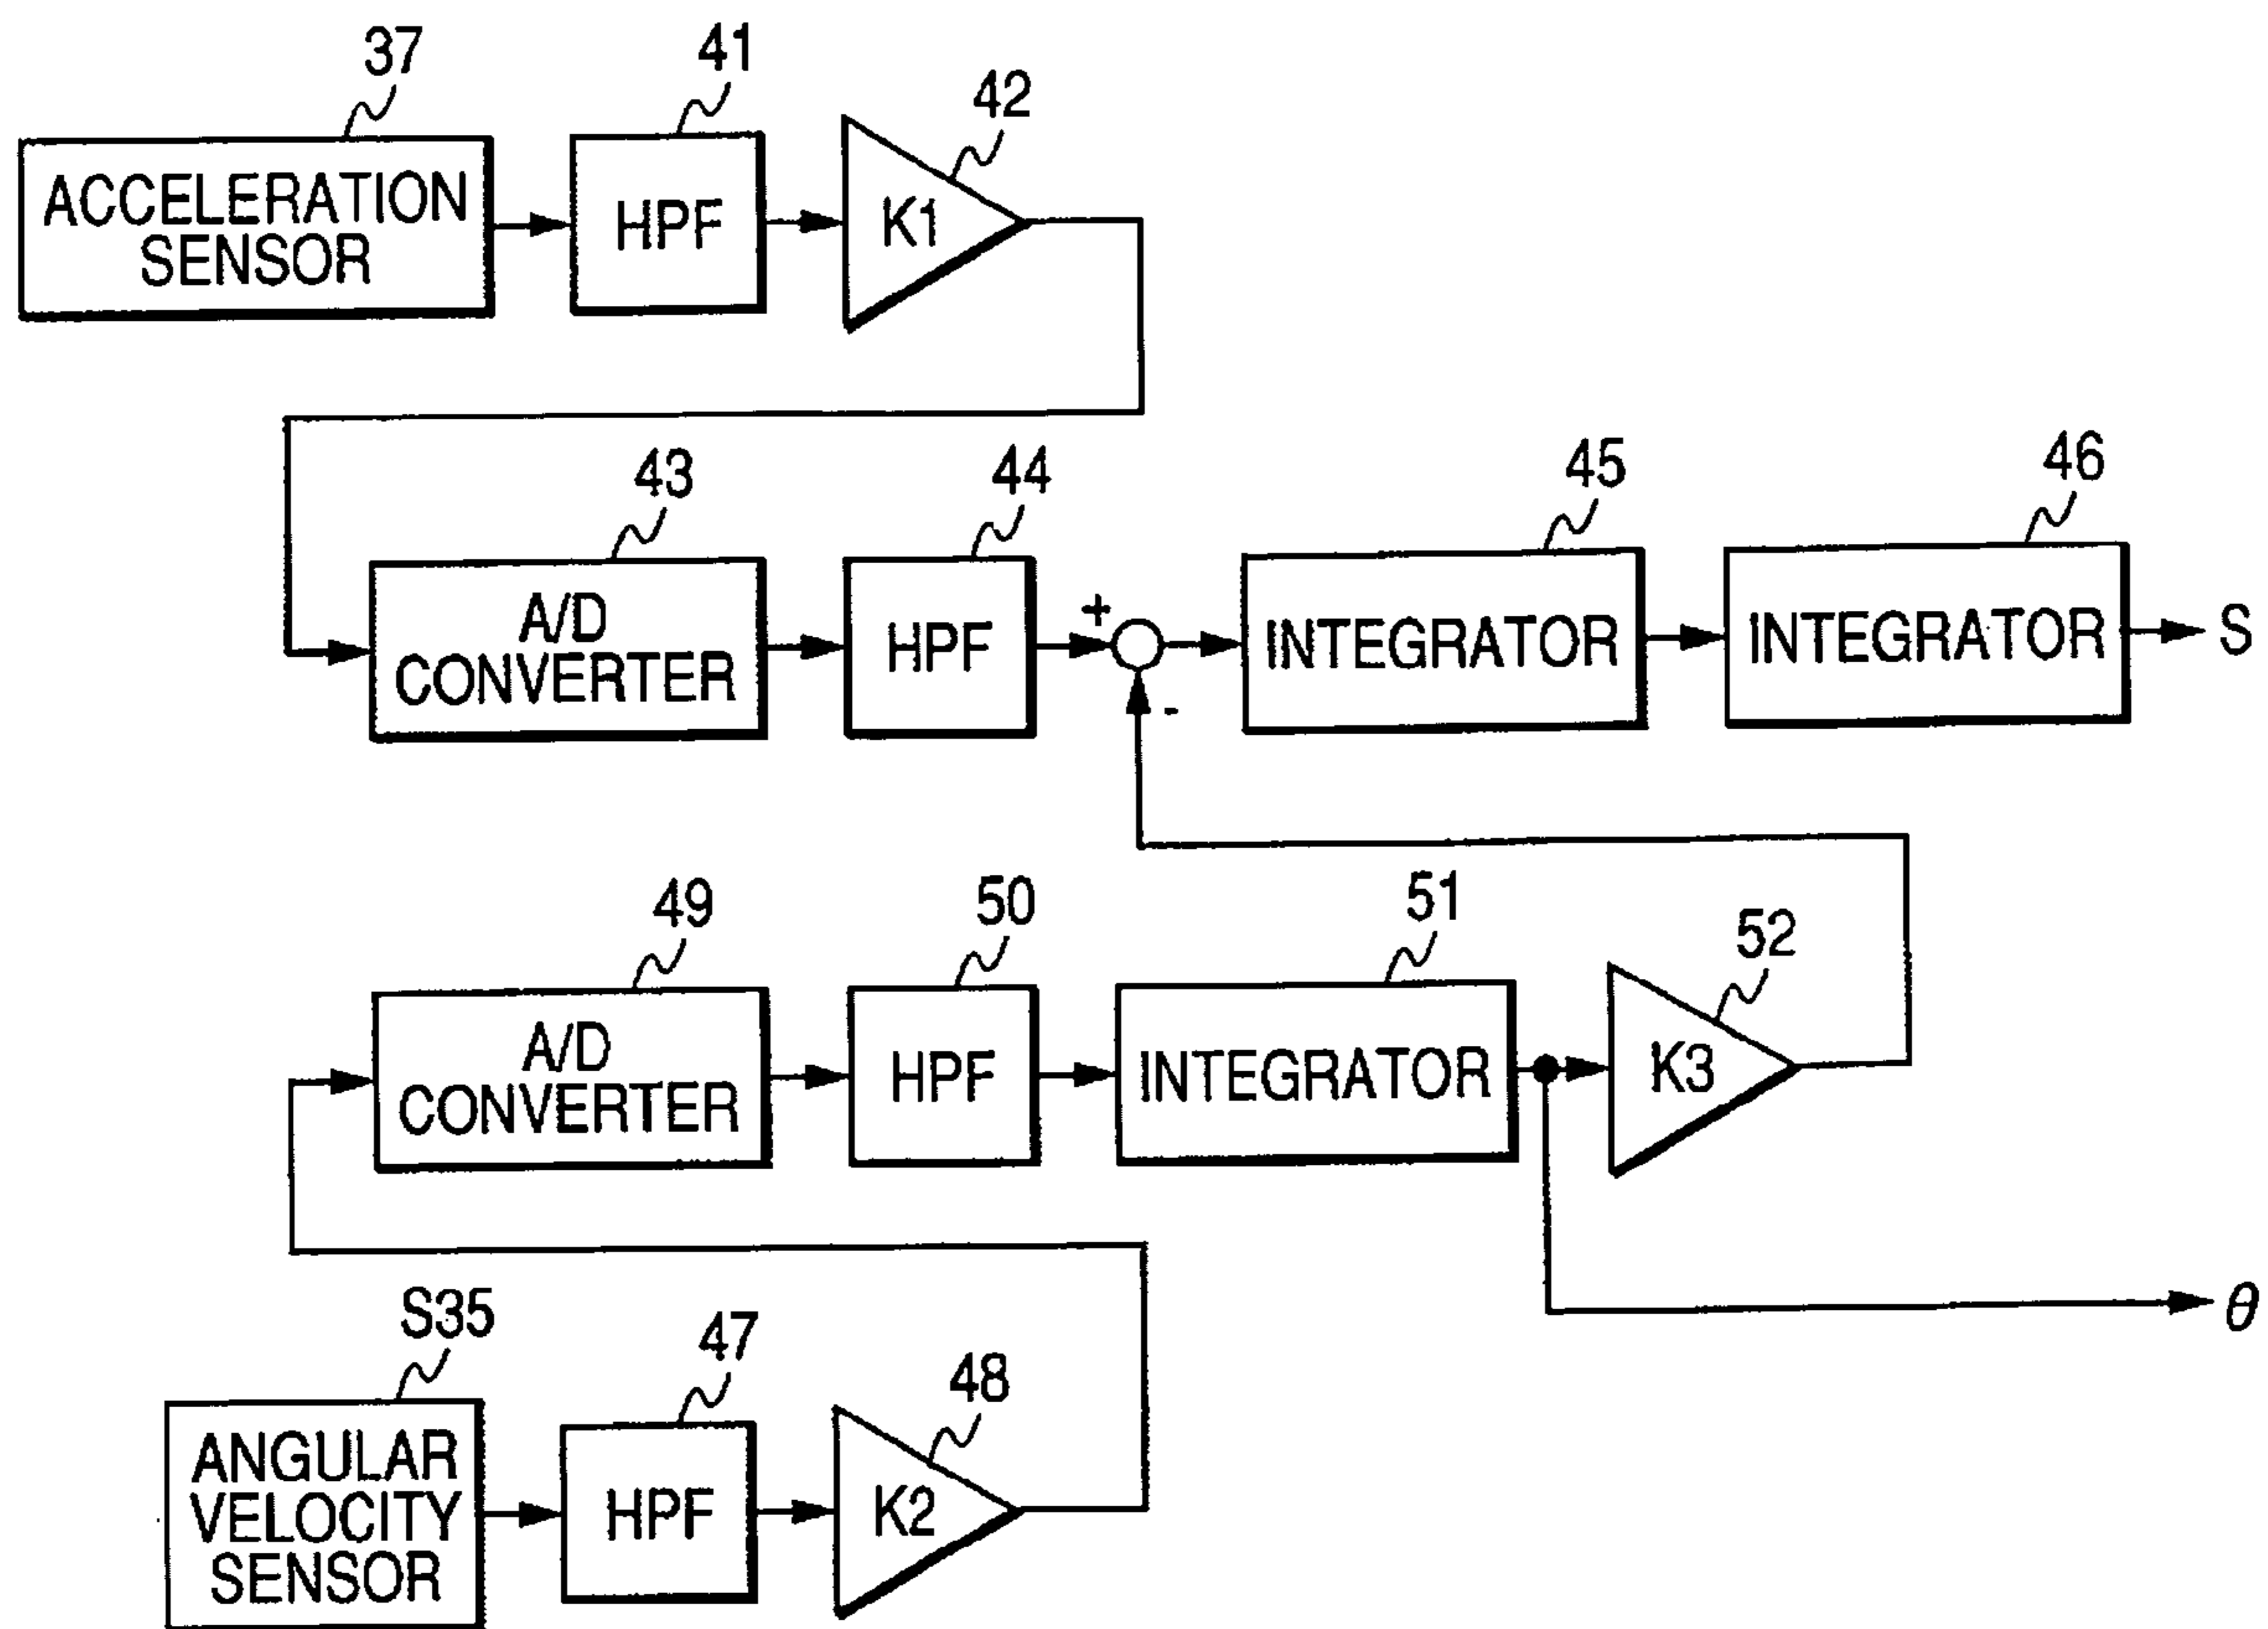 37
41
42
ACCELERATION
SENSOR
HPF
K1
43
44
45
46
A/D
CONVERTER
HPF
+
-
INTEGRATOR
INTEGRATOR
S
49
50
51
52
A/D
CONVERTER
HPF
INTEGRATOR
K3
θ
S35
47
48
ANGULAR
VELOCITY
SENSOR
HPF
K2